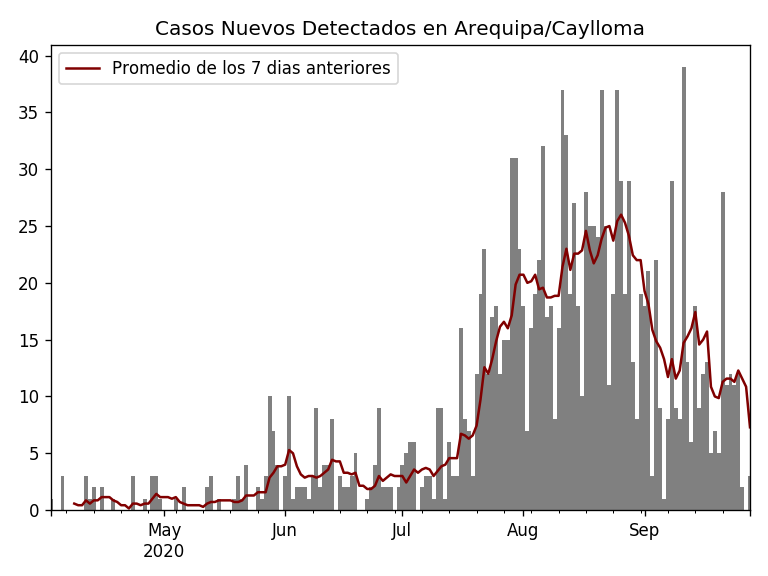 Casos Nuevos Detectados en Arequipa/Caylloma
Promedio de los 7 dias anteriores
40
35
30
25
20
15
10
5
0
May
2020
Jun
Jul
Aug
Sep